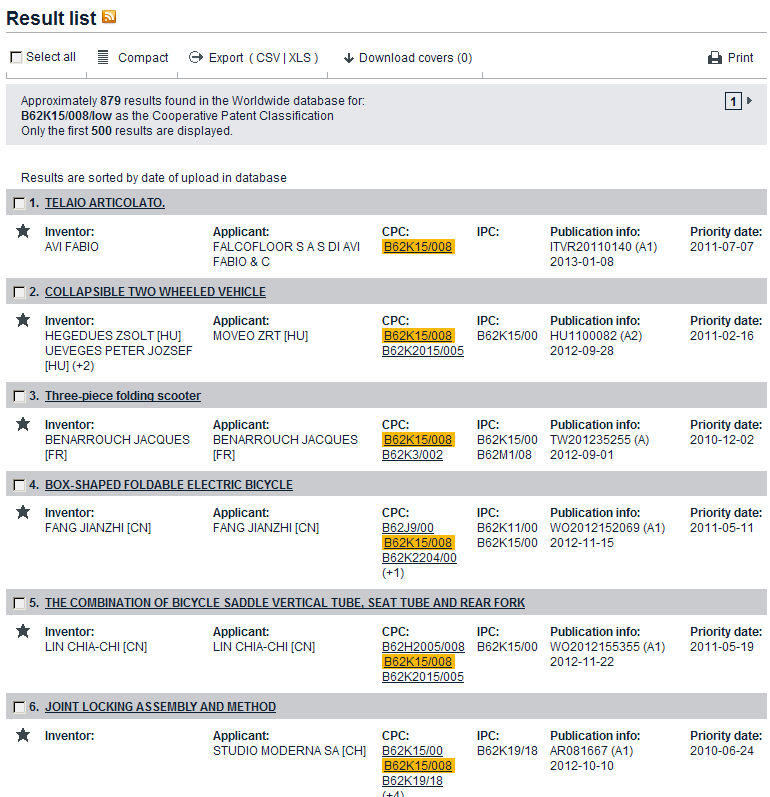 Result list
Select all Compact Export ( CSV | XLS ) Download covers (0) Print
Approximately 879 results found in the Worldwide database for:
B62K15/008/low as the Cooperative Patent Classification
Only the first 500 results are displayed.
1
Results are sorted by date of upload in database
1. TELAIO ARTICOLATO.
Inventor: Applicant: CPC: IPC: Publication info: Priority date:
AVI FABIO FALCOFLOOR S A S DI AVI B62K15/008 ITVR20110140 (A1) 2011-07-07
FABIO & C 2013-01-08
2. COLLAPSIBLE TWO WHEELED VEHICLE
Inventor: Applicant: CPC: IPC: Publication info: Priority date:
HEGEDUES ZSOLT [HU] MOVEO ZRT [HU] B62K15/008 B62K15/00 HU1100082 (A2) 2011-02-16
UEVEGES PETER JOZSEF B62K2015/005 2012-09-28
[HU] (+2)
3. Three-piece folding scooter
Inventor: Applicant: CPC: IPC: Publication info: Priority date:
BENARROUCH JACQUES BENARROUCH JACQUES B62K15/008 B62K15/00 TW201235255 (A) 2010-12-02
[FR] [FR] B62K3/002 B62M1/08 2012-09-01
4. BOX-SHAPED FOLDABLE ELECTRIC BICYCLE
Inventor: Applicant: CPC: IPC: Publication info: Priority date:
FANG JIANZHI [CN] FANG JIANZHI [CN] B62J9/00 B62K11/00 WO2012152069 (A1) 2011-05-11
B62K15/008 B62K15/00 2012-11-15
B62K2204/00
(+1)
5. THE COMBINATION OF BICYCLE SADDLE VERTICAL TUBE, SEAT TUBE AND REAR FORK
Inventor: Applicant: CPC: IPC: Publication info: Priority date:
LIN CHIA-CHI [CN] LIN CHIA-CHI [CN] B62H2005/008 B62K15/00 WO2012155355 (A1) 2011-05-19
B62K15/008 2012-11-22
B62K2015/005
6. JOINT LOCKING ASSEMBLY AND METHOD
Inventor: Applicant: CPC: IPC: Publication info: Priority date:
STUDIO MODERNA SA [CH] B62K15/00 B62K19/18 AR081667 (A1) 2010-06-24
B62K15/008 2012-10-10
B62K19/18
(+4)